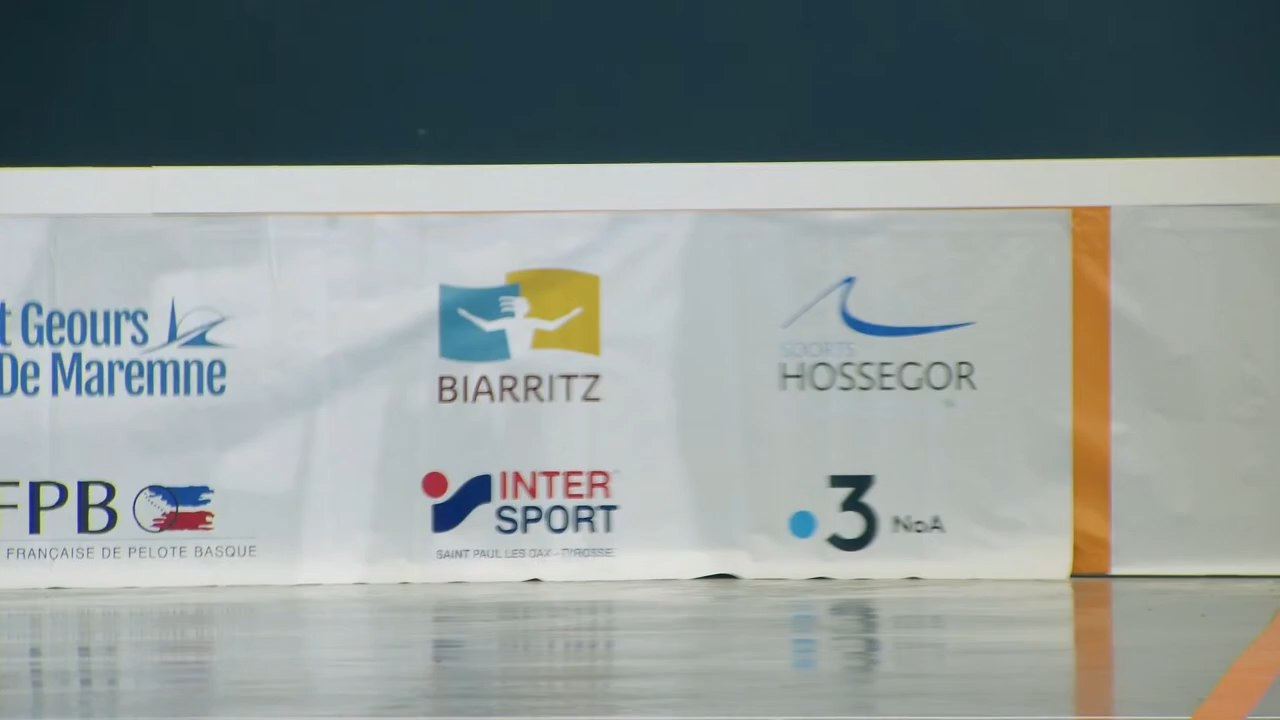 t Geours
De Maremne
BIARRITZ
SOORTS
HOSSEGOR
FPB
FRANÇAISE DE PELOTE BASQUE
INTER
SPORT
SAINT PAUL LES DAX - TYROSSE
3 NoA